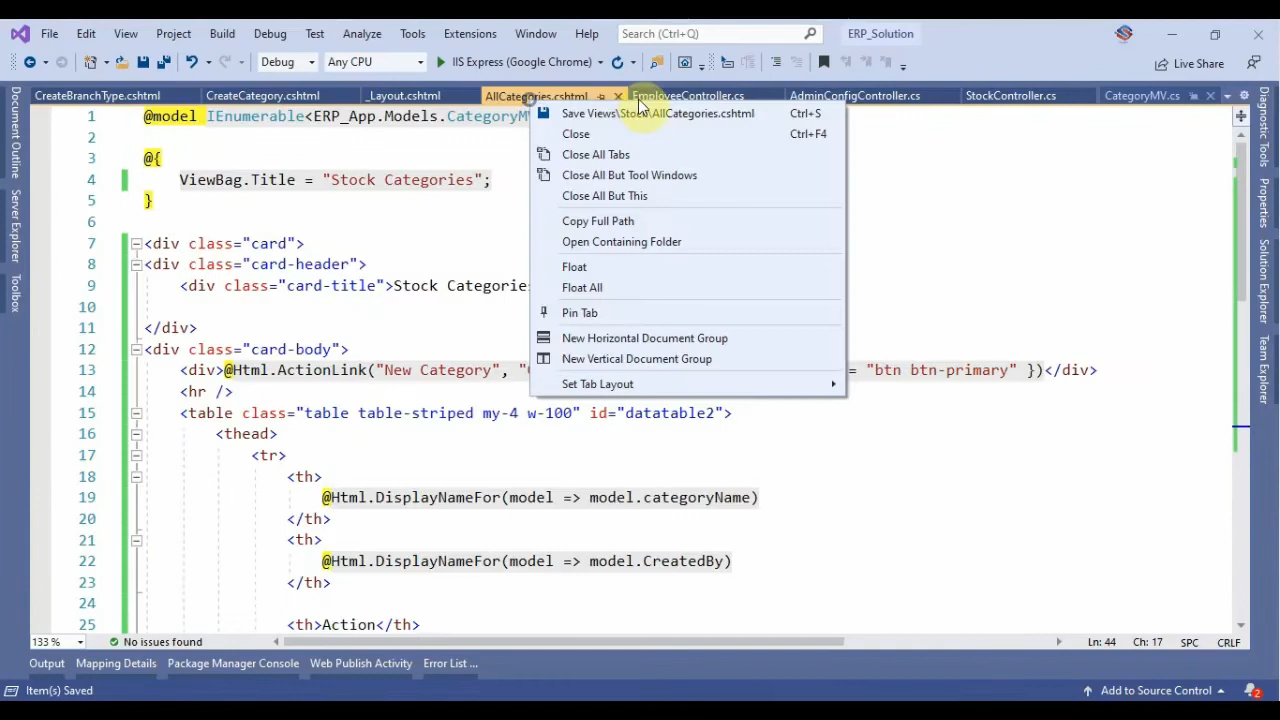 File Edit View Project Build Debug Test Analyze Tools Extensions Window Help Search (Ctrl+Q) ERP_Solution
Debug Any CPU IIS Express (Google Chrome) Live Share
CreateBranchType.cshtml CreateCategory.cshtml _Layout.cshtml AllCategories.cshtml EmployeeController.cs AdminConfigController.cs StockController.cs CategoryMV.cs
Document Outline
Server Explorer
Toolbox
Properties
Solution Explorer
Team Explorer
1 @model IEnumerable<ERP_App.Models.CategoryMV
2
3 @{
4 ViewBag.Title = "Stock Categories";
5 }
6
7 <div class="card">
8 <div class="card-header">
9 <div class="card-title">Stock Categories
10
11 </div>
12 <div class="card-body">
13 <div>@Html.ActionLink("New Category", = "btn btn-primary" })</div>
14 <hr />
15 <table class="table table-striped my-4 w-100" id="datatable2">
16 <thead>
17 <tr>
18 <th>
19 @Html.DisplayNameFor(model => model.categoryName)
20 </th>
21 <th>
22 @Html.DisplayNameFor(model => model.CreatedBy)
23 </th>
24
25 <th>Action</th>
Save Views\Stock\AllCategories.cshtml Ctrl+S
Close Ctrl+F4
Close All Tabs
Close All But Tool Windows
Close All But This
Copy Full Path
Open Containing Folder
Float
Float All
Pin Tab
New Horizontal Document Group
New Vertical Document Group
Set Tab Layout
133 % No issues found Ln: 44 Ch: 17 SPC CRLF
Output Mapping Details Package Manager Console Web Publish Activity Error List ...
Item(s) Saved Add to Source Control 2